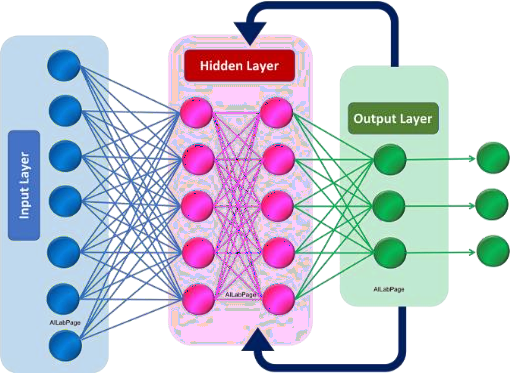 Hidden Layer
Output Layer
Input Layer
AILabPage
AILabPage
AILabPage